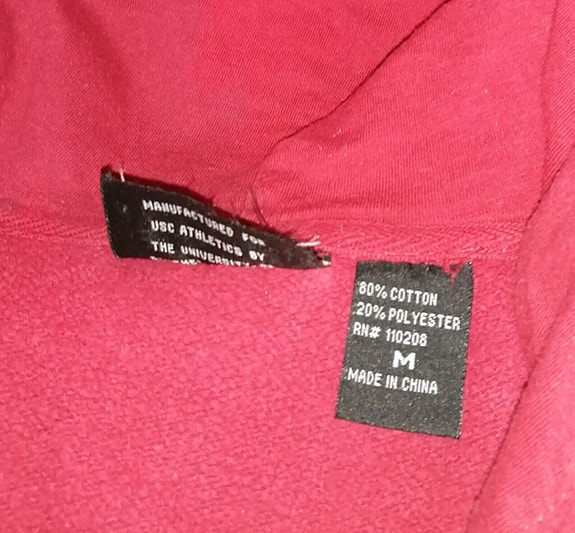 MANUFACTURED FOR
USC ATHLETICS BY
THE UNIVERSITY OF
80% COTTON
20% POLYESTER
RN# 110208
M
MADE IN CHINA